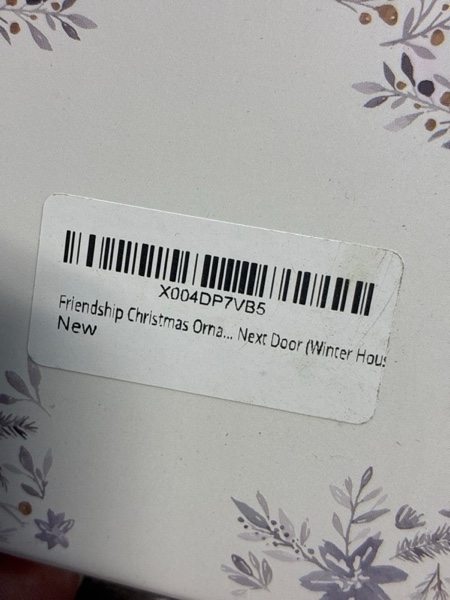 X004DP7VB5
Friendship Christmas Orna... Next Door (Winter Hous
New